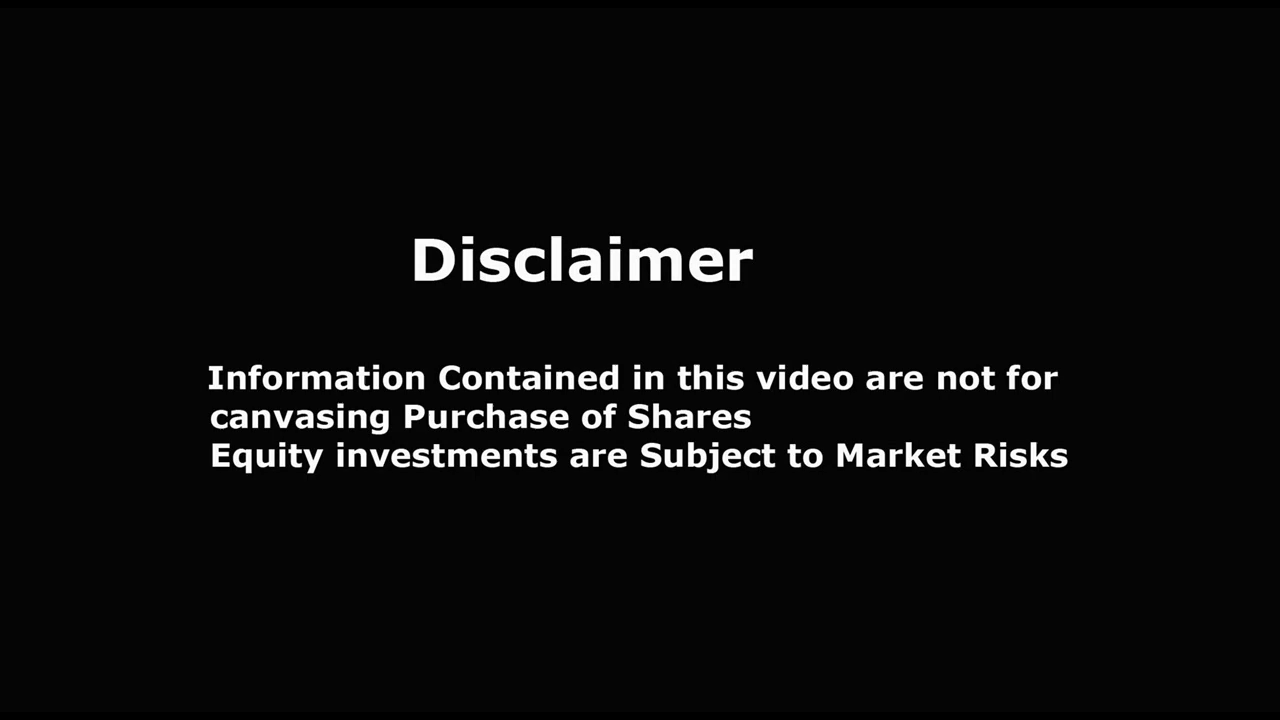 Disclaimer
Information Contained in this video are not for
canvasing Purchase of Shares
Equity investments are Subject to Market Risks